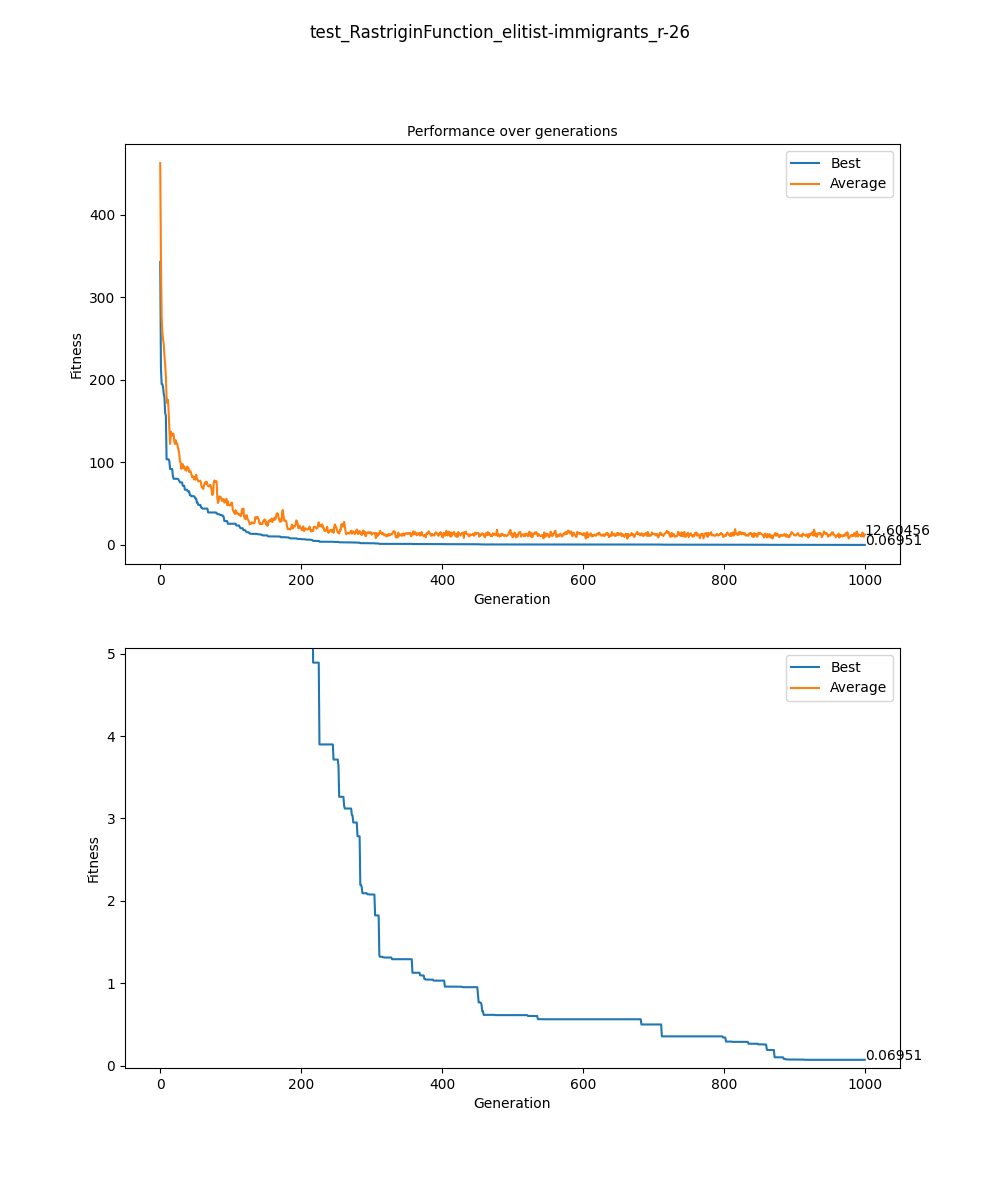 test_RastriginFunction_elitist-immigrants_r-26
Performance over generations
Best
Average
400
300
200
100
0
Fitness
12.60456
0.06951
0 200 400 600 800 1000
Generation
Best
Average
5
4
3
2
1
0
Fitness
0.06951
0 200 400 600 800 1000
Generation